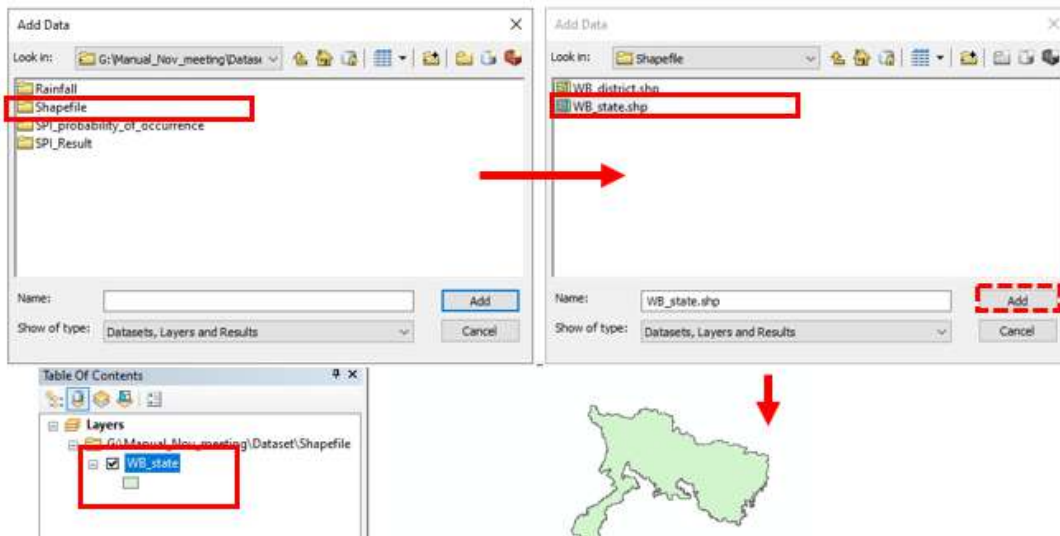 Add Data
Look in: G:\Manual_Nov_meeting\Datase
Rainfall
Shapefile
SPI_probability_of_occurrence
SPI_Result
Name:
Add
Show of type: Datasets, Layers and Results
Cancel
Add Data
Look in: Shapefile
WB_district.shp
WB_state.shp
Name: WB_state.shp
Add
Show of type: Datasets, Layers and Results
Cancel
Table Of Contents
Layers
G:\Manual_Nov_meeting\Dataset\Shapefile
WB_state